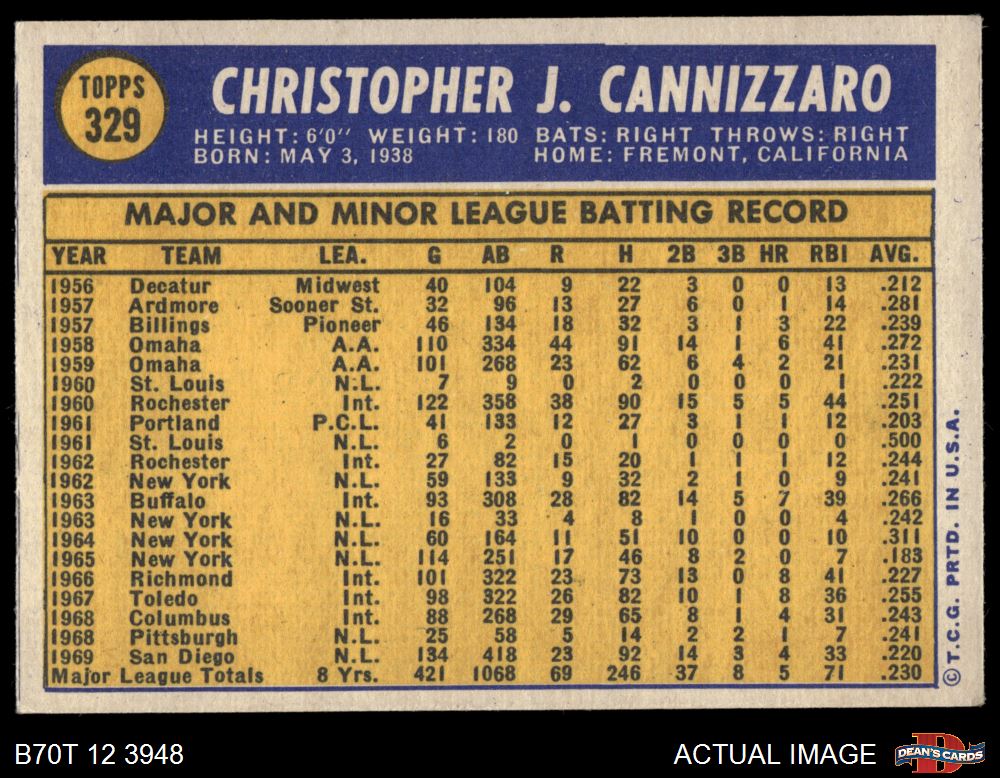 TOPPS
329
CHRISTOPHER J. CANNIZZARO
HEIGHT: 6'0" WEIGHT: 180 BATS: RIGHT THROWS: RIGHT
BORN: MAY 3, 1938 HOME: FREMONT, CALIFORNIA
MAJOR AND MINOR LEAGUE BATTING RECORD
YEAR TEAM LEA. G AB R H 2B 3B HR RBI AVG.
1956 Decatur Midwest 40 104 9 22 3 0 0 13 .212
1957 Ardmore Sooner St. 32 96 13 27 6 0 1 14 .281
1957 Billings Pioneer 46 134 18 32 3 1 3 22 .239
1958 Omaha A.A. 110 334 44 91 14 1 6 41 .272
1959 Omaha A.A. 101 268 23 62 6 4 2 21 .231
1960 St. Louis N.L. 7 9 0 2 0 0 0 1 .222
1960 Rochester Int. 122 358 38 90 15 5 5 44 .251
1961 Portland P.C.L. 41 133 12 27 3 1 1 12 .203
1961 St. Louis N.L. 6 2 0 1 0 0 0 0 .500
1962 Rochester Int. 27 82 15 20 1 1 1 12 .244
1962 New York N.L. 59 133 9 32 2 1 0 9 .241
1963 Buffalo Int. 93 308 28 82 14 5 7 39 .266
1963 New York N.L. 16 33 4 8 1 0 0 4 .242
1964 New York N.L. 60 164 11 51 10 0 0 10 .311
1965 New York N.L. 114 251 17 46 8 2 0 7 .183
1966 Richmond Int. 101 322 23 73 13 0 8 41 .227
1967 Toledo Int. 98 322 26 82 10 1 8 36 .255
1968 Columbus Int. 88 268 29 65 8 1 4 31 .243
1968 Pittsburgh N.L. 25 58 5 14 2 2 1 7 .241
1969 San Diego N.L. 134 418 23 92 14 3 4 33 .220
Major League Totals 8 Yrs. 421 1068 69 246 37 8 5 71 .230
© T.C.G. PRTD. IN U.S.A.
B70T 12 3948 ACTUAL IMAGE
D
DEAN'S CARDS